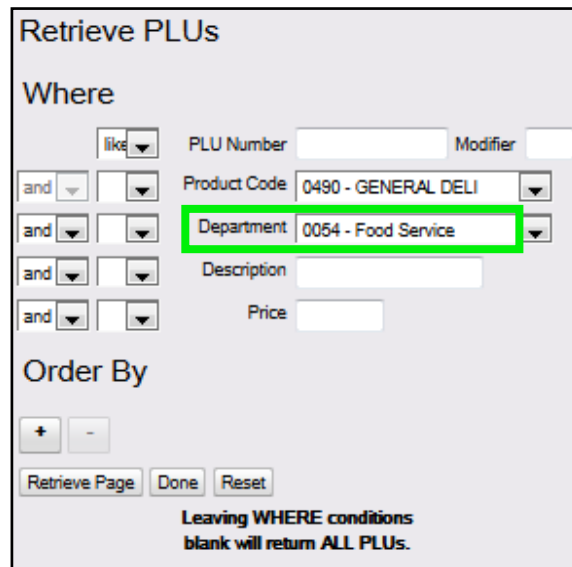 Retrieve PLUs
Where
like PLU Number Modifier
and Product Code 0490 - GENERAL DELI
and Department 0054 - Food Service
and Description
and Price
Order By
+ -
Retrieve Page Done Reset
Leaving WHERE conditions
blank will return ALL PLUs.